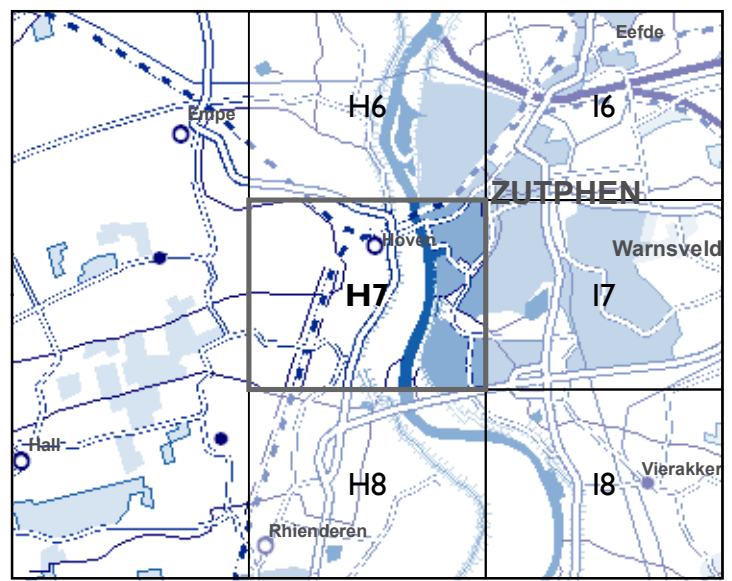 Eefde
H6
I6
Empe
ZUTPHEN
Hoven
Warnsveld
H7
I7
Hall
H8
I8
Vierakker
Rhienderen